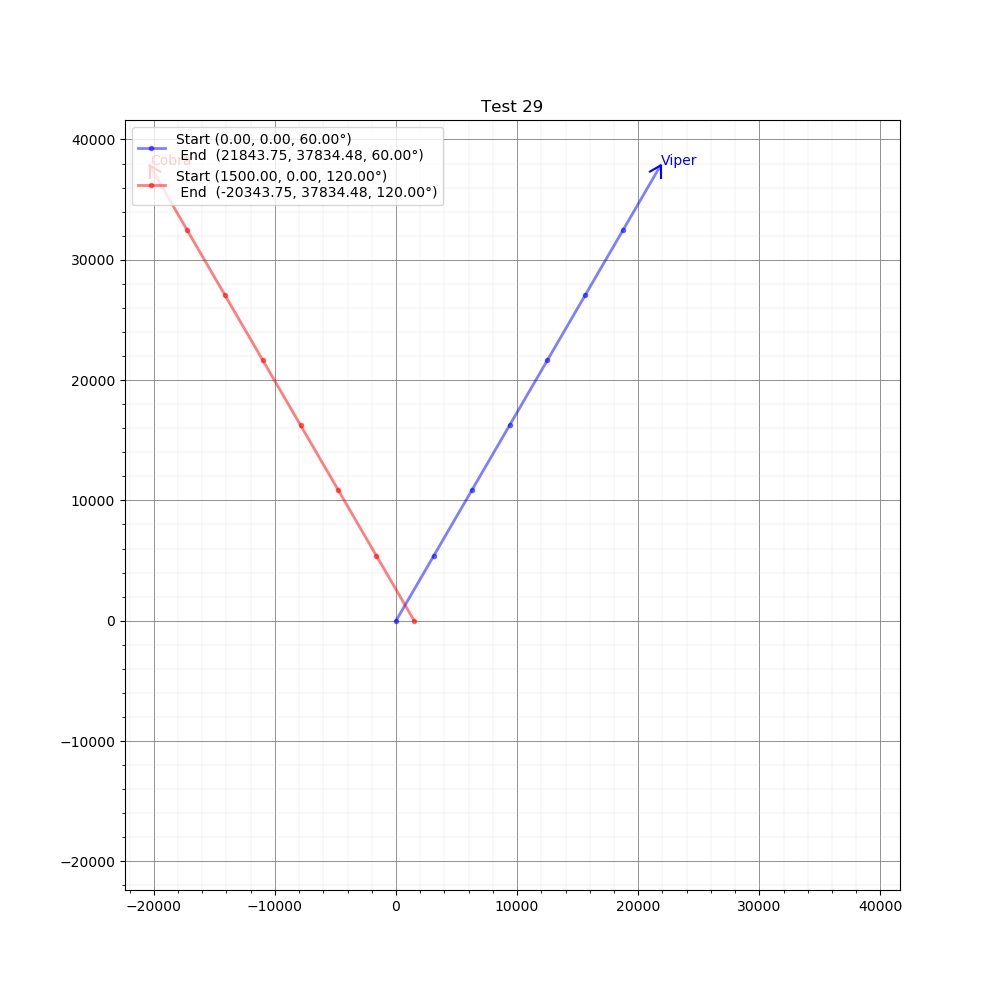 Test 29
Start (0.00, 0.00, 60.00°)
End (21843.75, 37834.48, 60.00°)
Start (1500.00, 0.00, 120.00°)
End (-20343.75, 37834.48, 120.00°)
Cobra
Viper
40000
30000
20000
10000
0
−10000
−20000
−20000 −10000 0 10000 20000 30000 40000